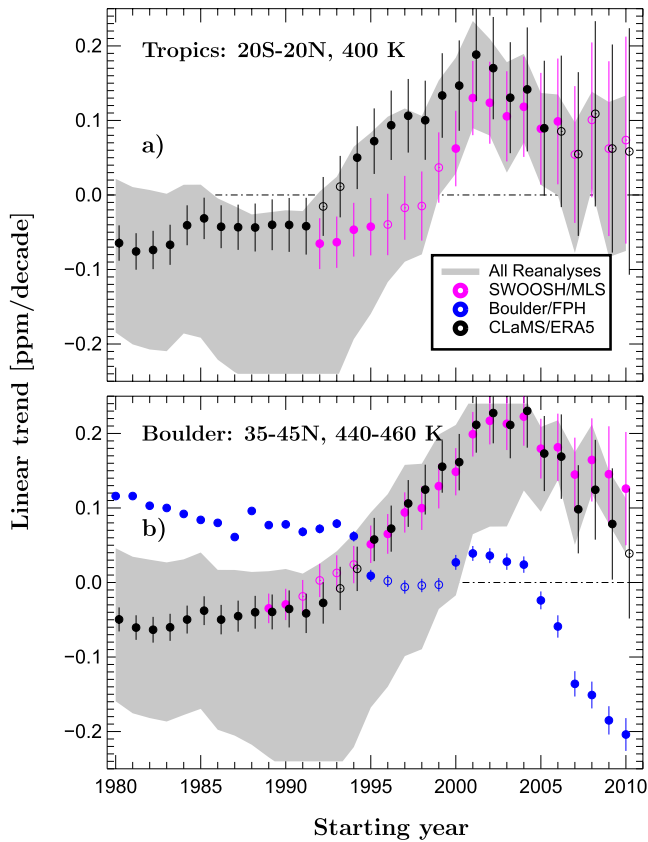 Tropics: 20S-20N, 400 K
a)
0.2
0.1
0.0
−0.1
−0.2
All Reanalyses
SWOOSH/MLS
Boulder/FPH
CLaMS/ERA5
Linear trend [ppm/decade]
Boulder: 35-45N, 440-460 K
b)
0.2
0.1
0.0
−0.1
−0.2
1980 1985 1990 1995 2000 2005 2010
Starting year